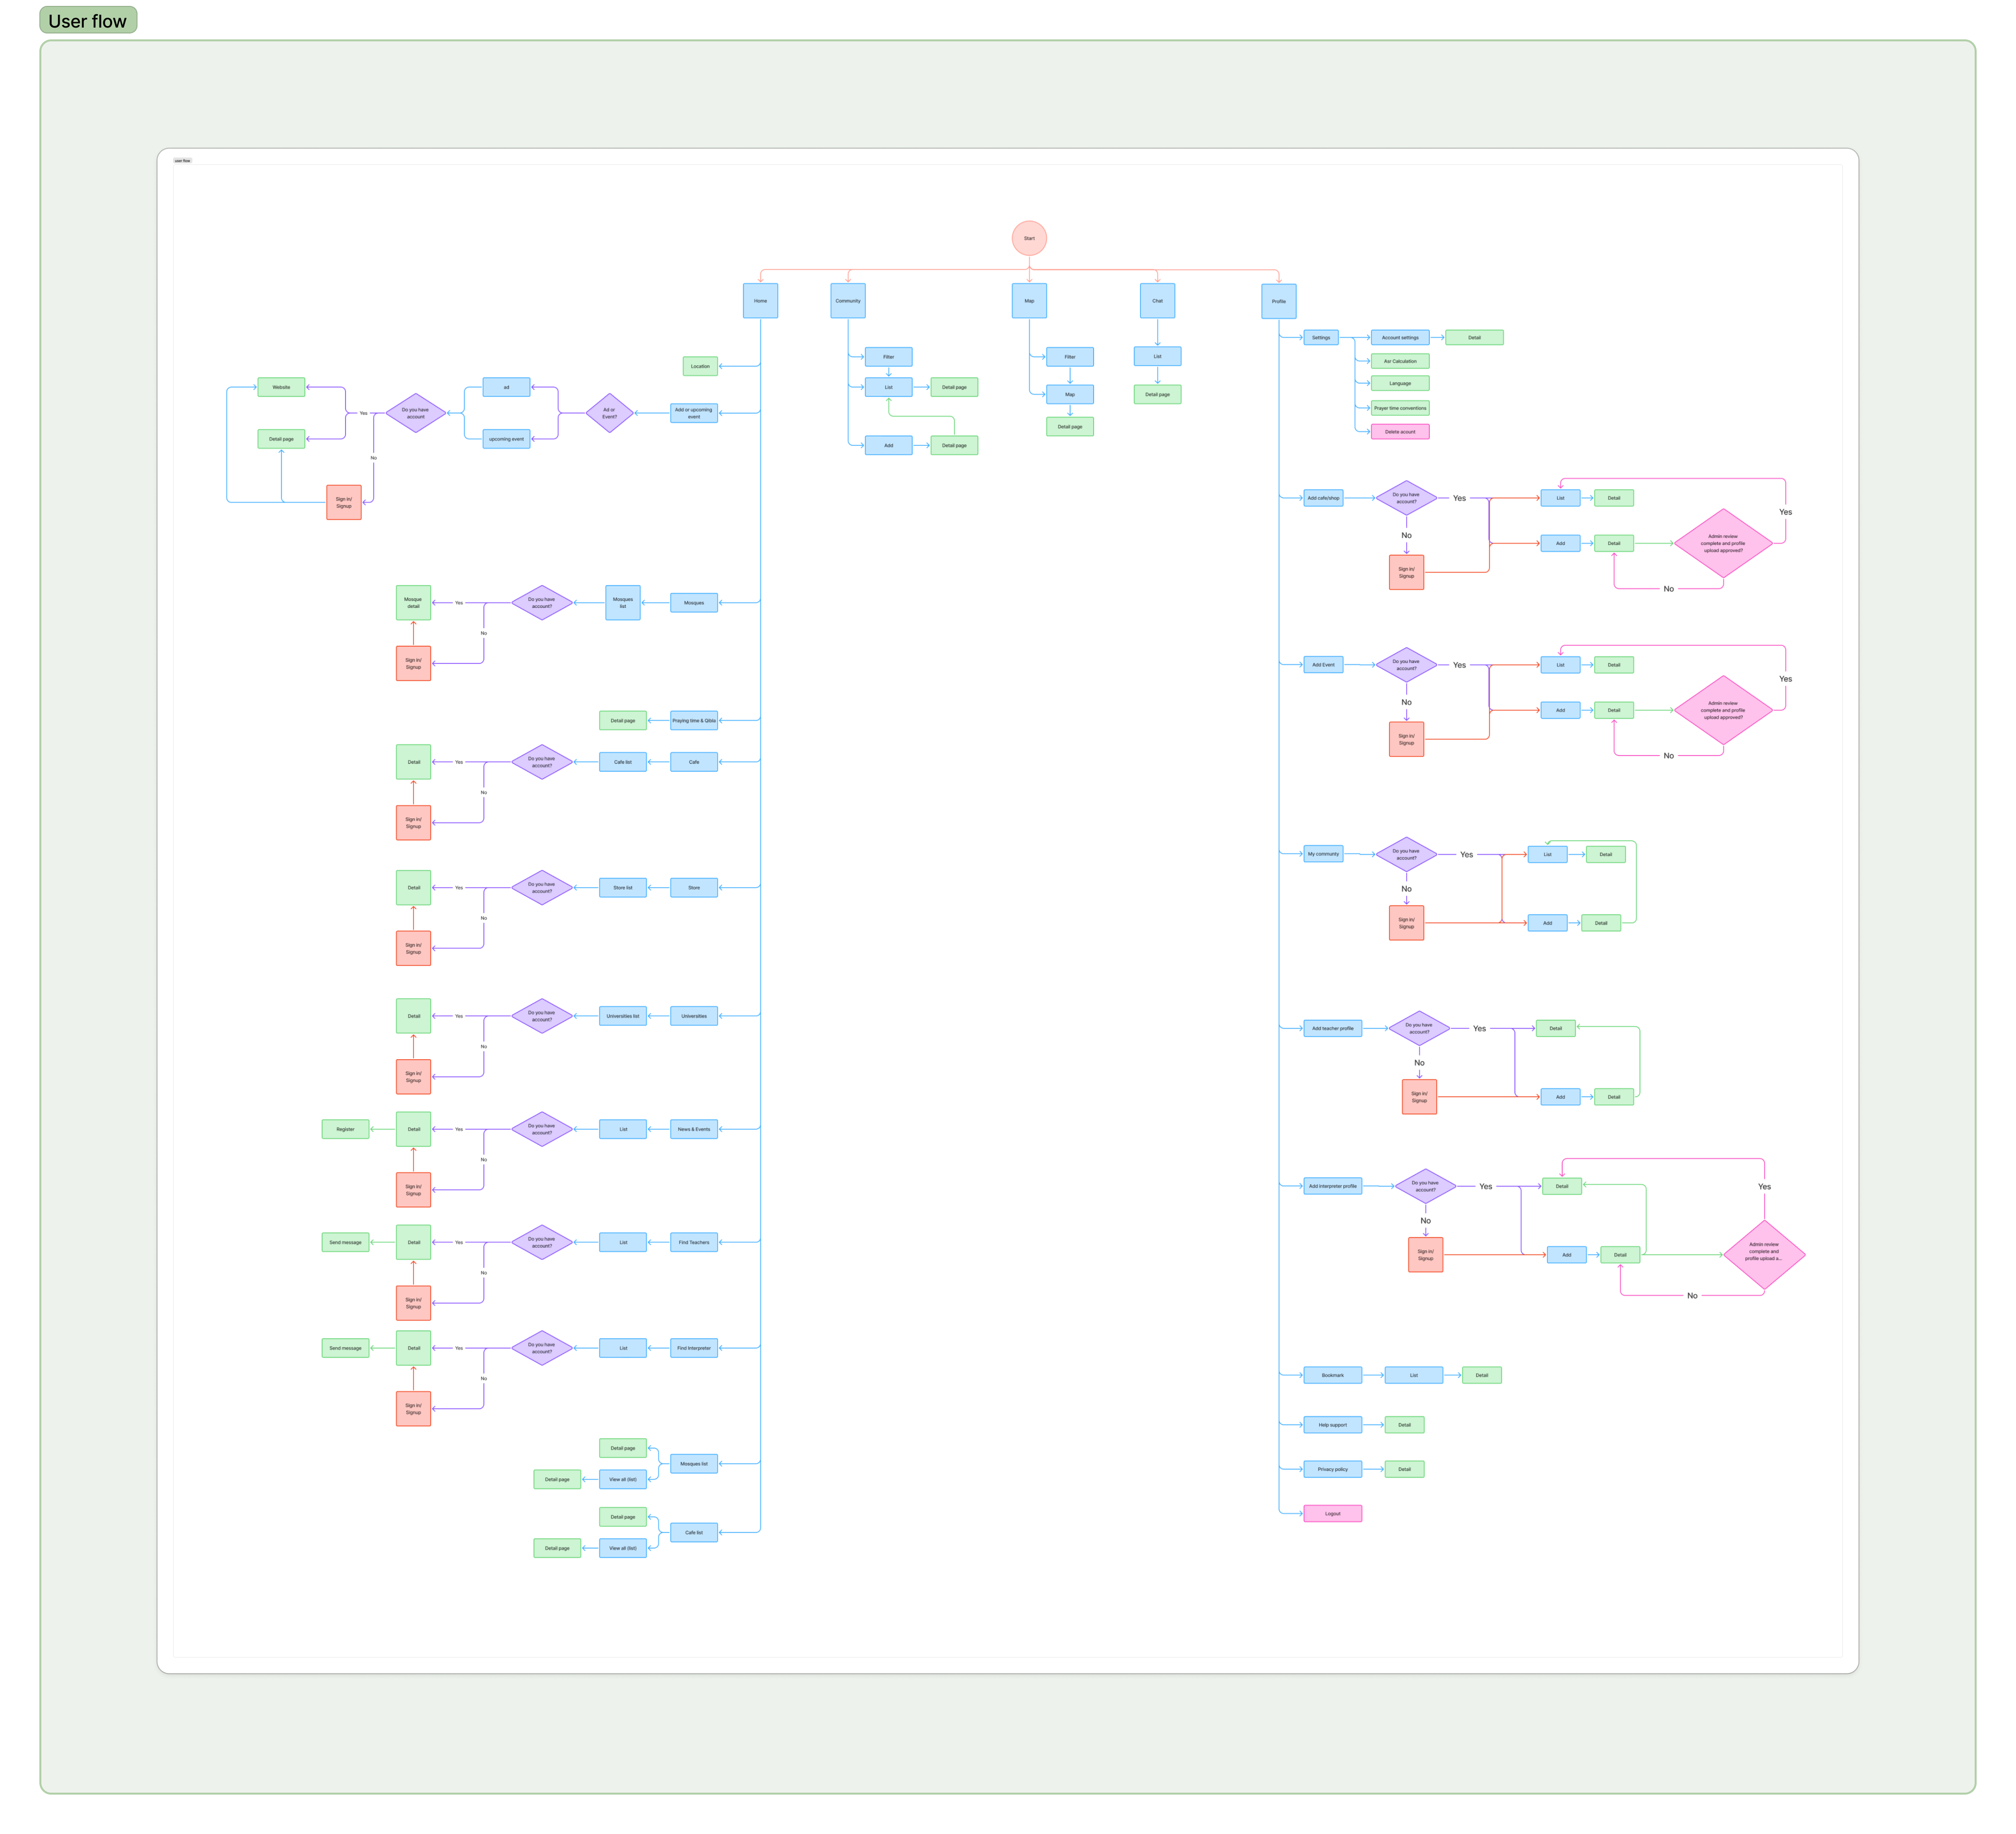 User flow
user flow
Start
Home
Community
Map
Chat
Profile
Location
Add or upcoming
event
Ad or
Event?
ad
upcoming event
Do you have
account
Yes
No
Website
Detail page
Sign in/
Signup
Filter
List
Detail page
Add
Detail page
Filter
Map
Detail page
List
Detail page
Settings
Account settings
Detail
Asr Calculation
Language
Prayer time conventions
Delete acount
Mosques
Mosques
list
Do you have
account?
Yes
No
Mosque
detail
Sign in/
Signup
Praying time & Qibla
Detail page
Cafe
Cafe list
Do you have
account?
Yes
No
Detail
Sign in/
Signup
Store
Store list
Do you have
account?
Yes
No
Detail
Sign in/
Signup
Universities
Universities list
Do you have
account?
Yes
No
Detail
Sign in/
Signup
News & Events
List
Do you have
account?
Yes
No
Detail
Register
Sign in/
Signup
Find Teachers
List
Do you have
account?
Yes
No
Detail
Send message
Sign in/
Signup
Find Interpreter
List
Do you have
account?
Yes
No
Detail
Send message
Sign in/
Signup
Mosques list
Detail page
View all (list)
Detail page
Cafe list
Detail page
View all (list)
Detail page
Add cafe/shop
Do you have
account?
Yes
No
Sign in/
Signup
List
Detail
Add
Detail
Admin review
complete and profile
upload approved?
Yes
No
Add Event
Do you have
account?
Yes
No
Sign in/
Signup
List
Detail
Add
Detail
Admin review
complete and profile
upload approved?
Yes
No
My communty
Do you have
account?
Yes
No
Sign in/
Signup
List
Detail
Add
Detail
Add teacher profile
Do you have
account?
Yes
No
Sign in/
Signup
Detail
Add
Detail
Add Interpreter profile
Do you have
account?
Yes
No
Sign in/
Signup
Detail
Add
Detail
Admin review
complete and
profile upload a...
Yes
No
Bookmark
List
Detail
Help support
Detail
Privacy policy
Detail
Logout